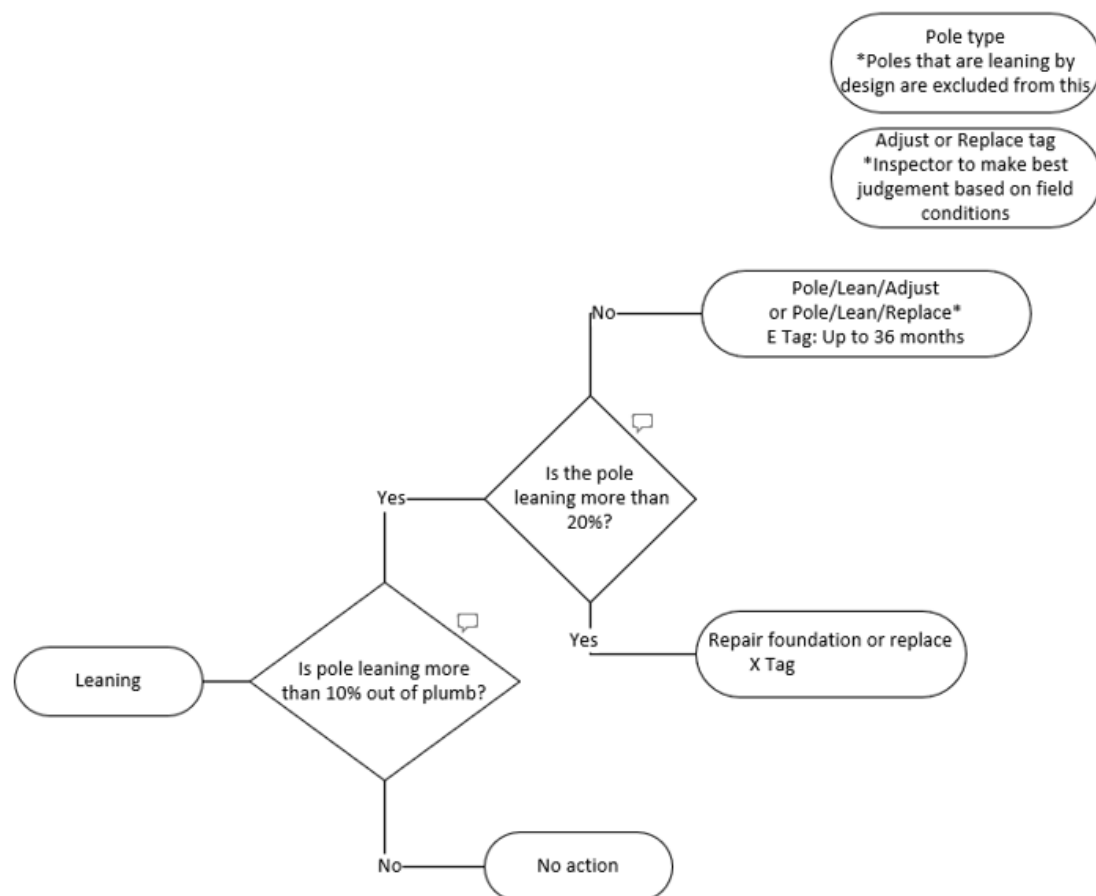 Pole type
*Poles that are leaning by
design are excluded from this
Adjust or Replace tag
*Inspector to make best
judgement based on field
conditions
Pole/Lean/Adjust
or Pole/Lean/Replace*
E Tag: Up to 36 months
No
Is the pole
leaning more than
20%?
Yes
Yes
Repair foundation or replace
X Tag
Leaning
Is pole leaning more
than 10% out of plumb?
No
No action